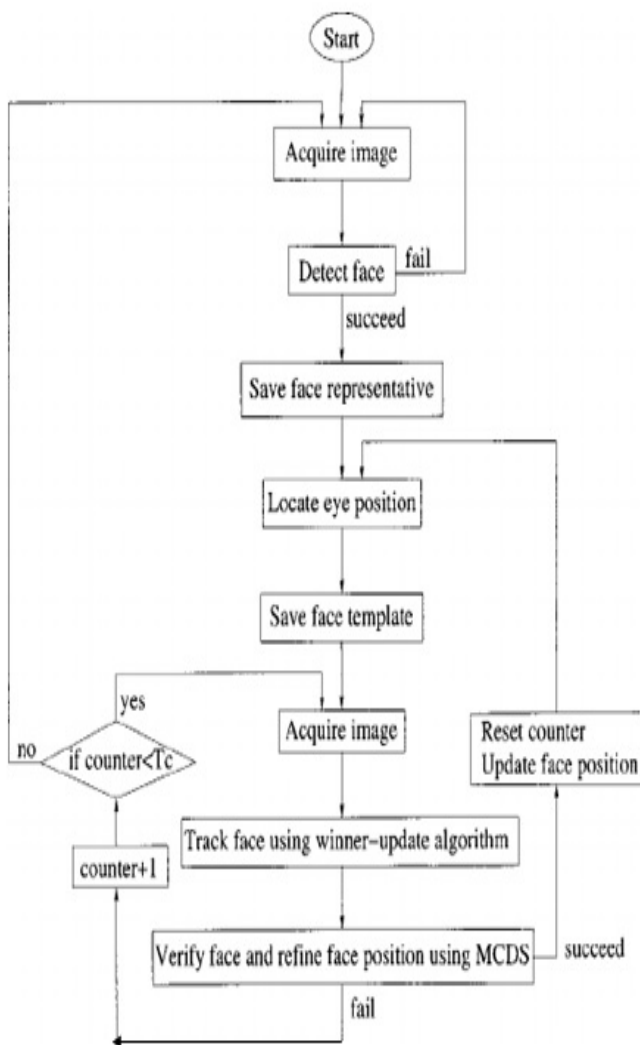 Start
Acquire image
Detect face
fail
succeed
Save face representative
Locate eye position
Save face template
yes
Acquire image
no
if counter<Tc
Reset counter
Update face position
Track face using winner-update algorithm
counter+1
Verify face and refine face position using MCDS
succeed
fail